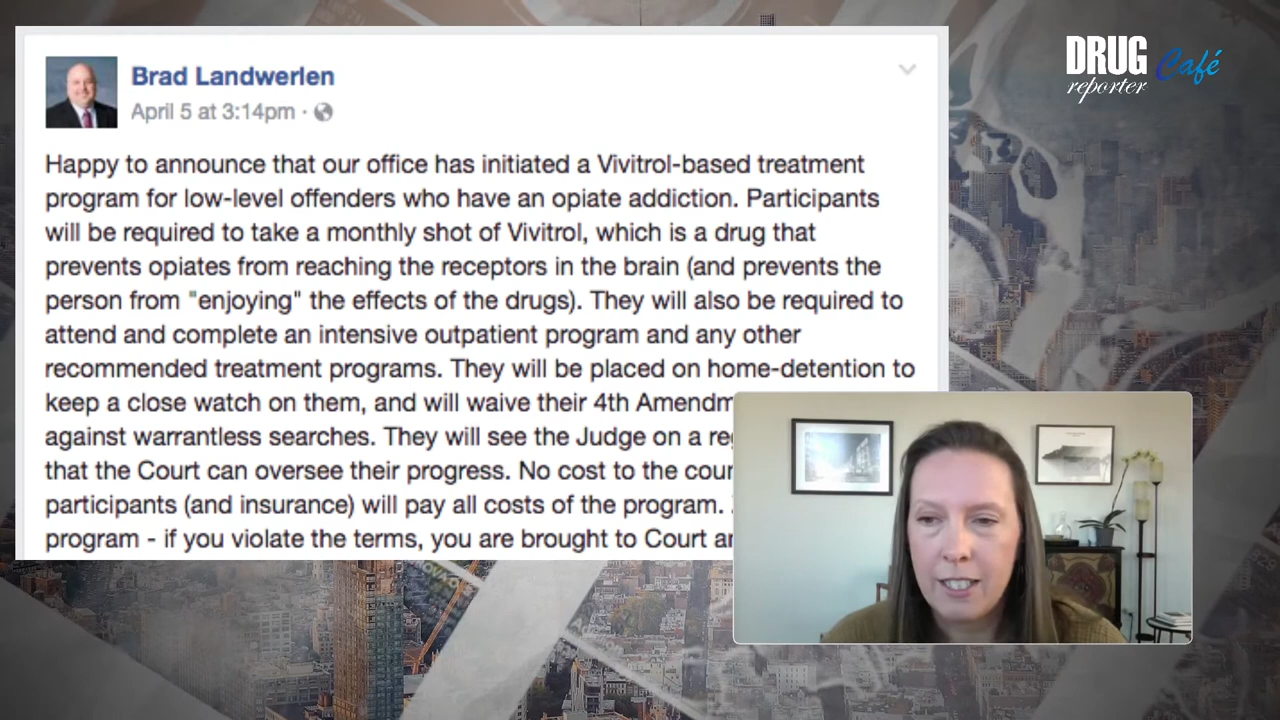 Brad Landwerlen
April 5 at 3:14pm ·
Happy to announce that our office has initiated a Vivitrol-based treatment
program for low-level offenders who have an opiate addiction. Participants
will be required to take a monthly shot of Vivitrol, which is a drug that
prevents opiates from reaching the receptors in the brain (and prevents the
person from "enjoying" the effects of the drugs). They will also be required to
attend and complete an intensive outpatient program and any other
recommended treatment programs. They will be placed on home-detention to
keep a close watch on them, and will waive their 4th
against warrantless searches. They will see the Judge on a
that the Court can oversee their progress. No cost to the
participants (and insurance) will pay all costs of the program.
program - if you violate the terms, you are brought to Court
DRUG
Café
reporter